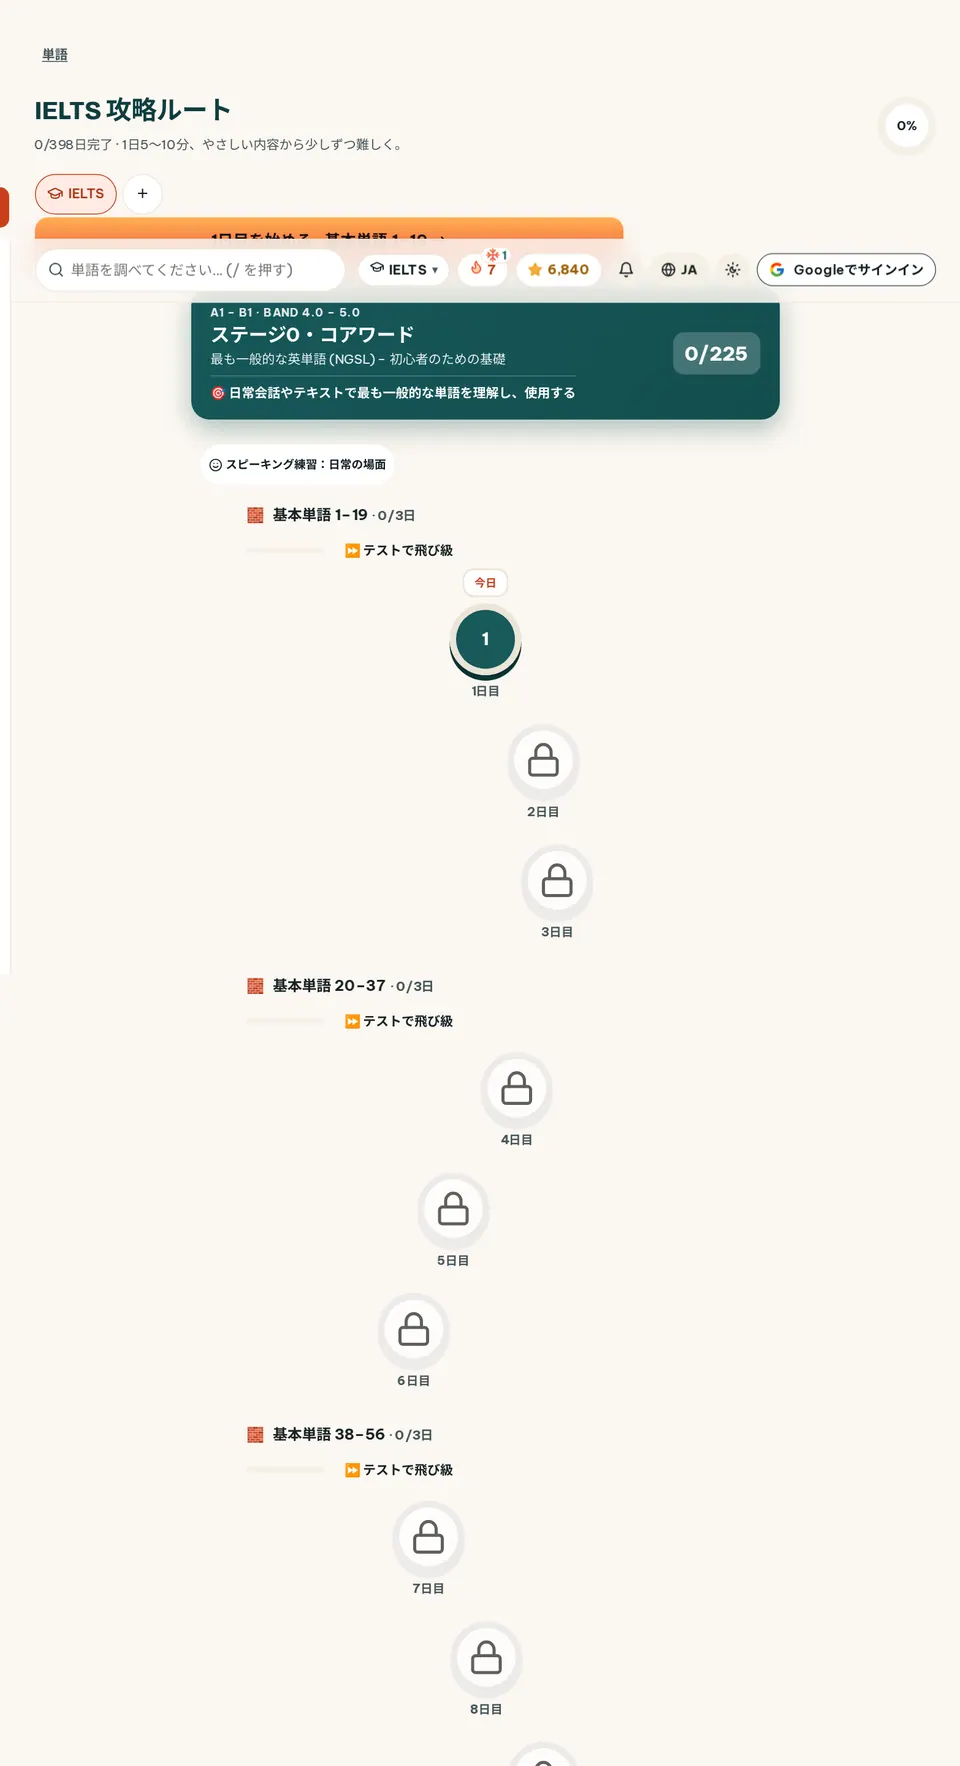 単語
IELTS 攻略ルート
0/398日完了 · 1日5〜10分、やさしい内容から少しずつ難しく。
0%
IELTS
+
単語を調べてください... (/ を押す)
IELTS ▾
7
1
6,840
JA
Googleでサインイン
A1 – B1 · BAND 4.0 – 5.0
ステージ0・コアワード
最も一般的な英単語 (NGSL) – 初心者のための基礎
日常会話やテキストで最も一般的な単語を理解し、使用する
0/225
スピーキング練習：日常の場面
基本単語 1–19 · 0/3日
テストで飛び級
今日
1
1日目
2日目
3日目
基本単語 20–37 · 0/3日
テストで飛び級
4日目
5日目
6日目
基本単語 38–56 · 0/3日
テストで飛び級
7日目
8日目